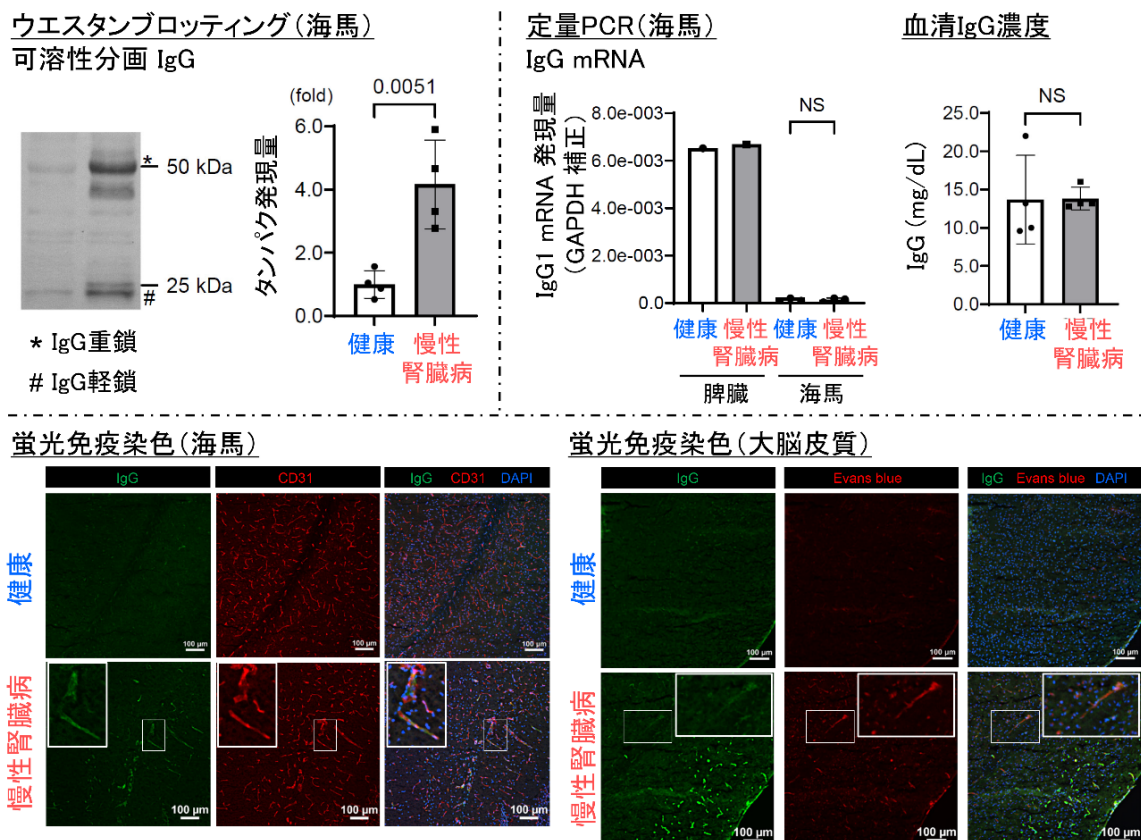 ウエスタンブロッティング（海馬）
可溶性分画 IgG
* 50 kDa
25 kDa
#
* IgG重鎖
# IgG軽鎖
(fold)
0.0051
タンパク発現量
6.0
4.0
2.0
0.0
健康
慢性
腎臓病
定量PCR（海馬）
IgG mRNA
IgG1 mRNA 発現量
（GAPDH 補正）
8.0e-003
6.0e-003
4.0e-003
2.0e-003
0.0
NS
健康 慢性 健康 慢性
腎臓病 腎臓病
脾臓 海馬
血清IgG濃度
NS
IgG (mg/dL)
25.0
20.0
15.0
10.0
5.0
0.0
健康
慢性
腎臓病
蛍光免疫染色（海馬）
IgG
CD31
IgG CD31 DAPI
健康
100 μm
100 μm
100 μm
慢性腎臓病
100 μm
100 μm
100 μm
蛍光免疫染色（大脳皮質）
IgG
Evans blue
IgG Evans blue DAPI
健康
100 μm
100 μm
100 μm
慢性腎臓病
100 μm
100 μm
100 μm